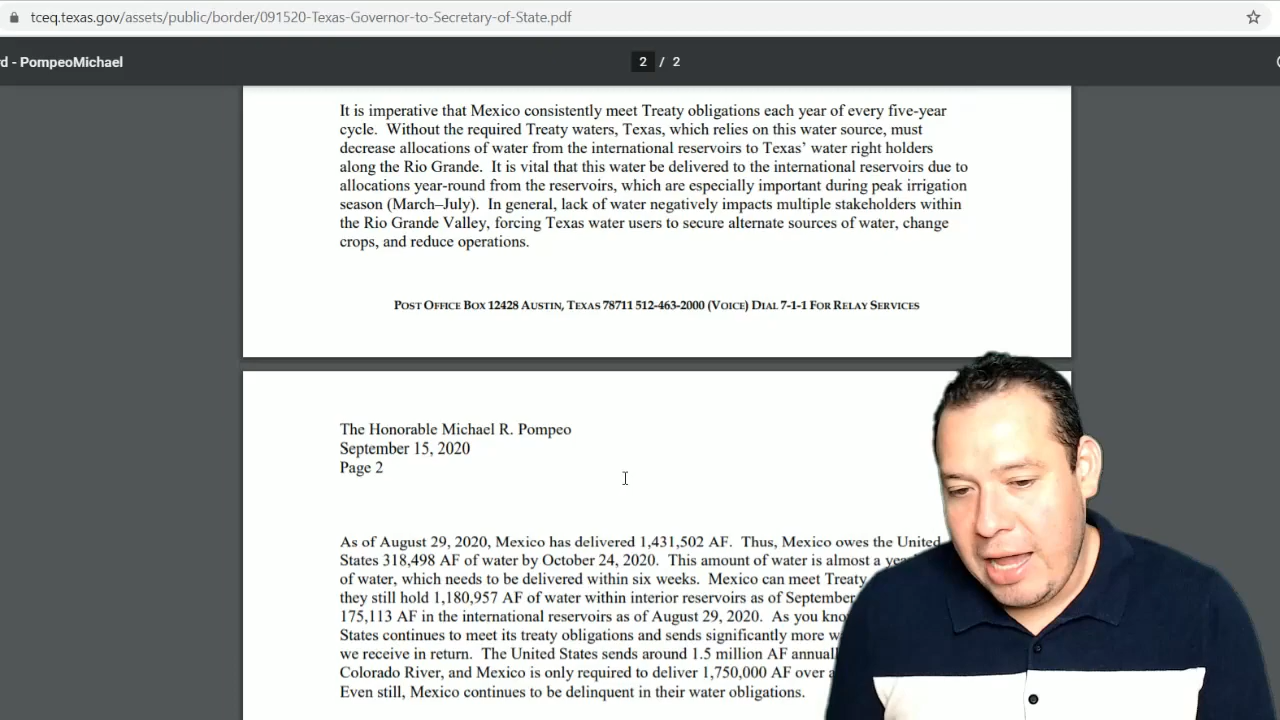 tceq.texas.gov/assets/public/border/091520-Texas-Governor-to-Secretary-of-State.pdf
d - PompeoMichael
2 / 2
It is imperative that Mexico consistently meet Treaty obligations each year of every five-year
cycle. Without the required Treaty waters, Texas, which relies on this water source, must
decrease allocations of water from the international reservoirs to Texas' water right holders
along the Rio Grande. It is vital that this water be delivered to the international reservoirs due to
allocations year-round from the reservoirs, which are especially important during peak irrigation
season (March–July). In general, lack of water negatively impacts multiple stakeholders within
the Rio Grande Valley, forcing Texas water users to secure alternate sources of water, change
crops, and reduce operations.
POST OFFICE BOX 12428 AUSTIN, TEXAS 78711 512-463-2000 (VOICE) DIAL 7-1-1 FOR RELAY SERVICES
The Honorable Michael R. Pompeo
September 15, 2020
Page 2
As of August 29, 2020, Mexico has delivered 1,431,502 AF. Thus, Mexico owes the United
States 318,498 AF of water by October 24, 2020. This amount of water is almost a
of water, which needs to be delivered within six weeks. Mexico can meet Treaty
they still hold 1,180,957 AF of water within interior reservoirs as of September
175,113 AF in the international reservoirs as of August 29, 2020. As you
States continues to meet its treaty obligations and sends significantly more
we receive in return. The United States sends around 1.5 million AF
Colorado River, and Mexico is only required to deliver 1,750,000 AF over
Even still, Mexico continues to be delinquent in their water obligations.